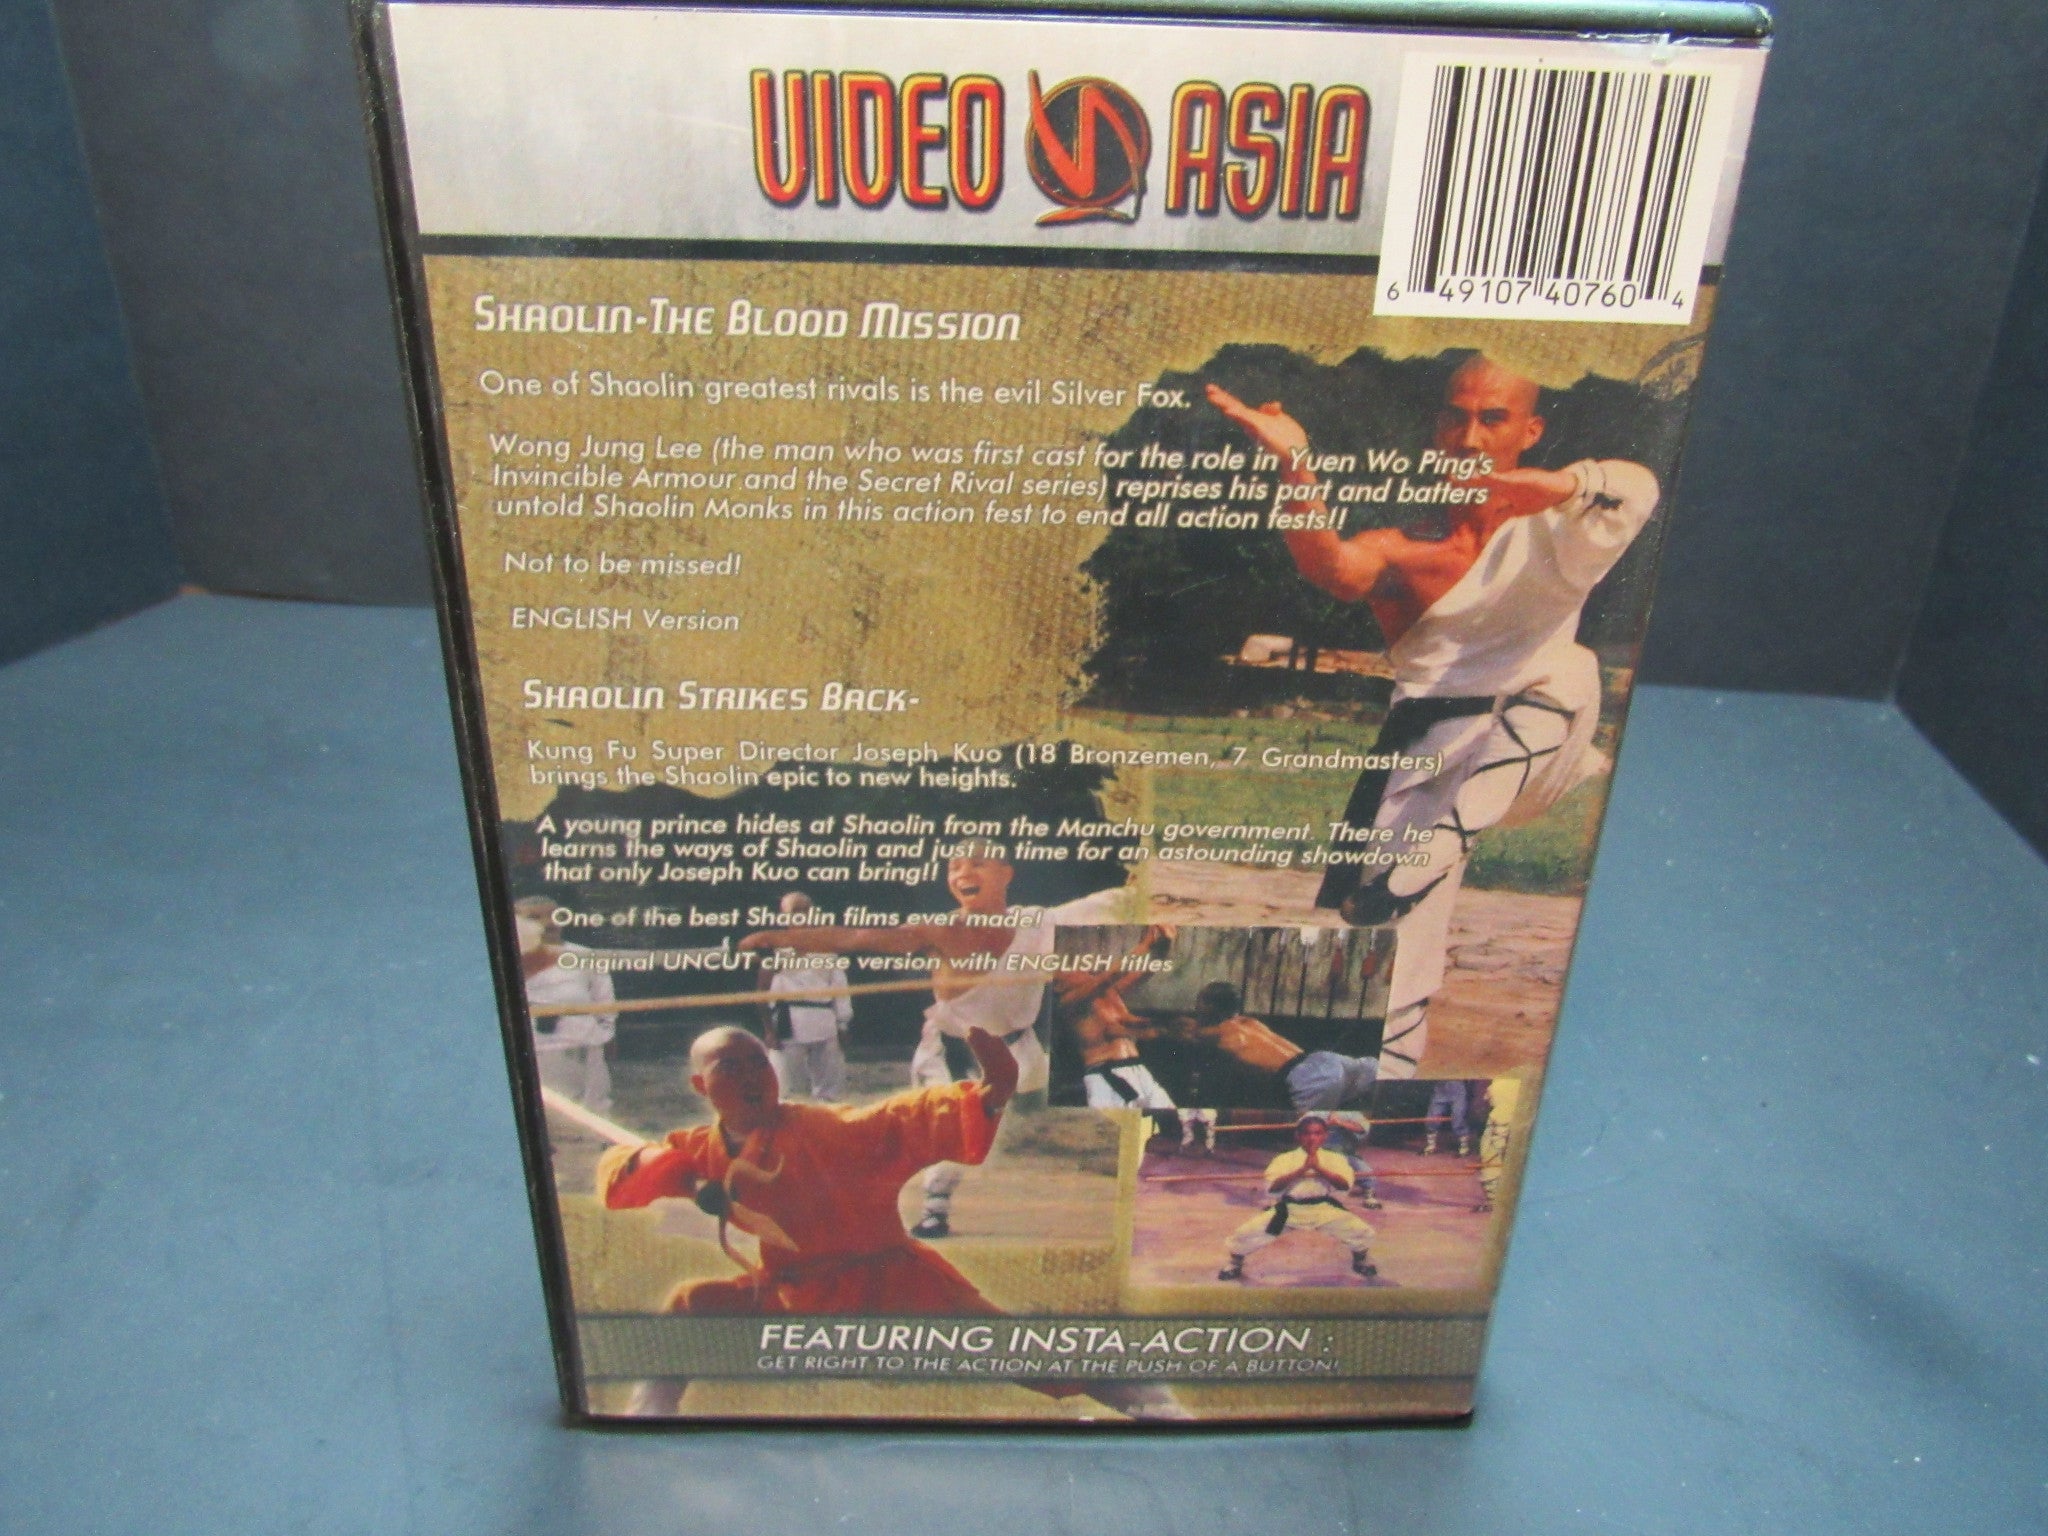 VIDEO ASIA
6 49107 40760 4
SHAOLIN-THE BLOOD MISSION
One of Shaolin greatest rivals is the evil Silver Fox.
Wong Jung Lee (the man who was first cast for the role in Yuen Wo Ping's
Invincible Armour and the Secret Rival series) reprises his part and batters
untold Shaolin Monks in this action fest to end all action fests!!
Not to be missed!
ENGLISH Version
SHAOLIN STRIKES BACK-
Kung Fu Super Director Joseph Kuo (18 Bronzemen, 7 Grandmasters)
brings the Shaolin epic to new heights.
A young prince hides at Shaolin from the Manchu government. There he
learns the ways of Shaolin and just in time for an astounding showdown
that only Joseph Kuo can bring!!
One of the best Shaolin films ever made!
Original UNCUT chinese version with ENGLISH titles
FEATURING INSTA-ACTION :
GET RIGHT TO THE ACTION AT THE PUSH OF A BUTTON!